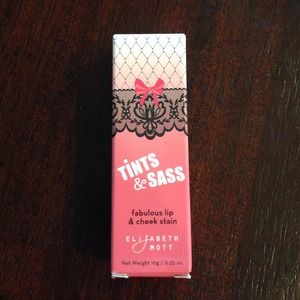 TINTS
& SASS
fabulous lip
& cheek stain
ELIZABETH
MOTT
Net Weight 10g / 0.35 oz.